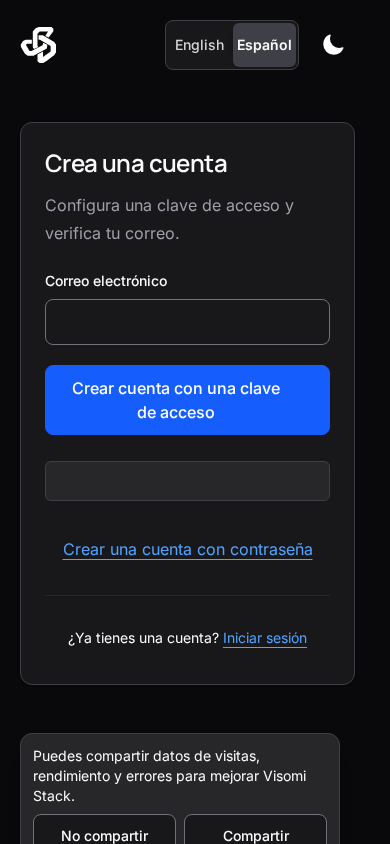 English Español
Crea una cuenta
Configura una clave de acceso y
verifica tu correo.
Correo electrónico
Crear cuenta con una clave
de acceso
Crear una cuenta con contraseña
¿Ya tienes una cuenta? Iniciar sesión
Puedes compartir datos de visitas,
rendimiento y errores para mejorar Visomi
Stack.
No compartir Compartir